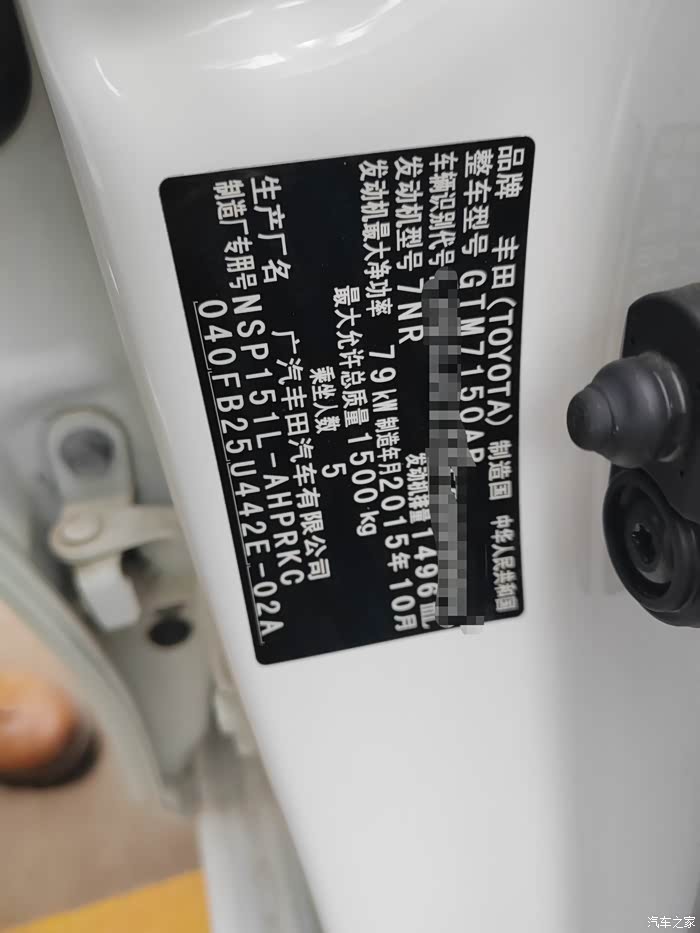 品牌 丰田(TOYOTA) 制造国 中华人民共和国
整车型号 GTM7150AP
车辆识别代号
发动机型号 7NR 发动机排量 1496 mL
发动机最大净功率 79 kW 制造年月 2015年10月
最大允许总质量 1500 kg
乘坐人数 5
生产厂名 广汽丰田汽车有限公司
制造厂专用号 NSP151L-AHPRKC
040FB25U442E-02A
汽车之家